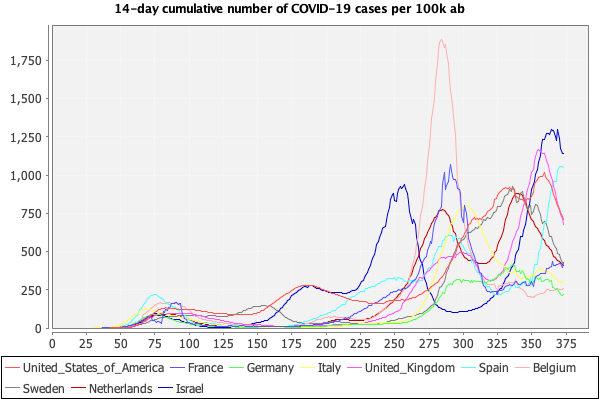 14-day cumulative number of COVID-19 cases per 100k ab
1,750
1,500
1,250
1,000
750
500
250
0
0 25 50 75 100 125 150 175 200 225 250 275 300 325 350 375
United_States_of_America France Germany Italy United_Kingdom Spain Belgium
Sweden Netherlands Israel